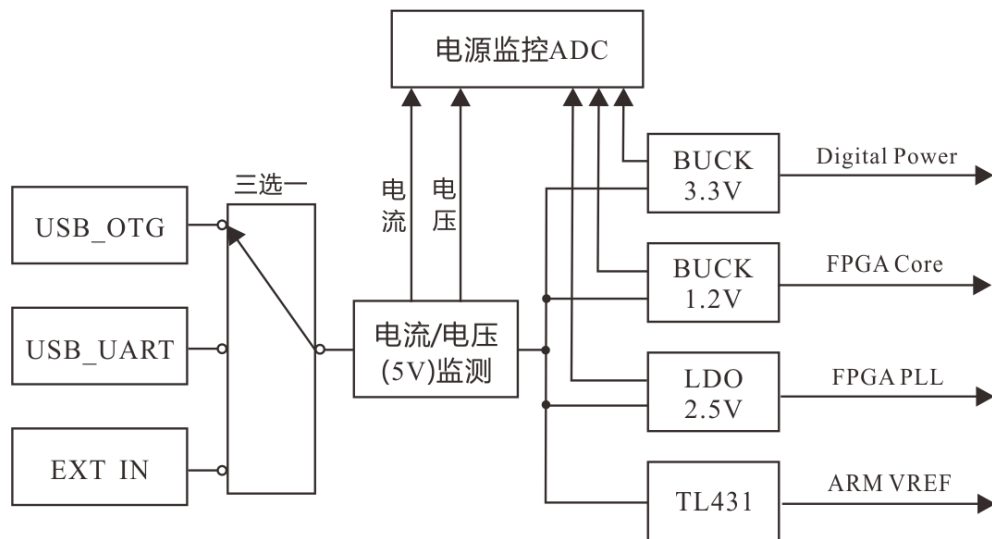 电源监控ADC
三选一
电流
电压
USB_OTG
USB_UART
EXT IN
电流/电压
(5V)监测
BUCK
3.3V
Digital Power
BUCK
1.2V
FPGA Core
LDO
2.5V
FPGA PLL
TL431
ARM VREF